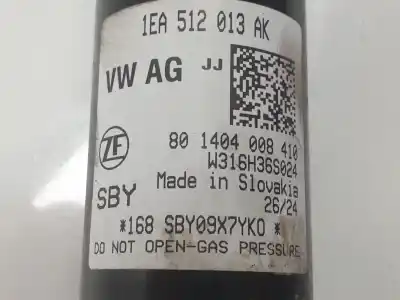 1EA 512 013 AK
VW AG JJ
ZF 80 1404 008 410
W316H36S024
SBY Made in Slovakia
26/24
*168 SBY09X7YKO *
DO NOT OPEN-GAS PRESSURE